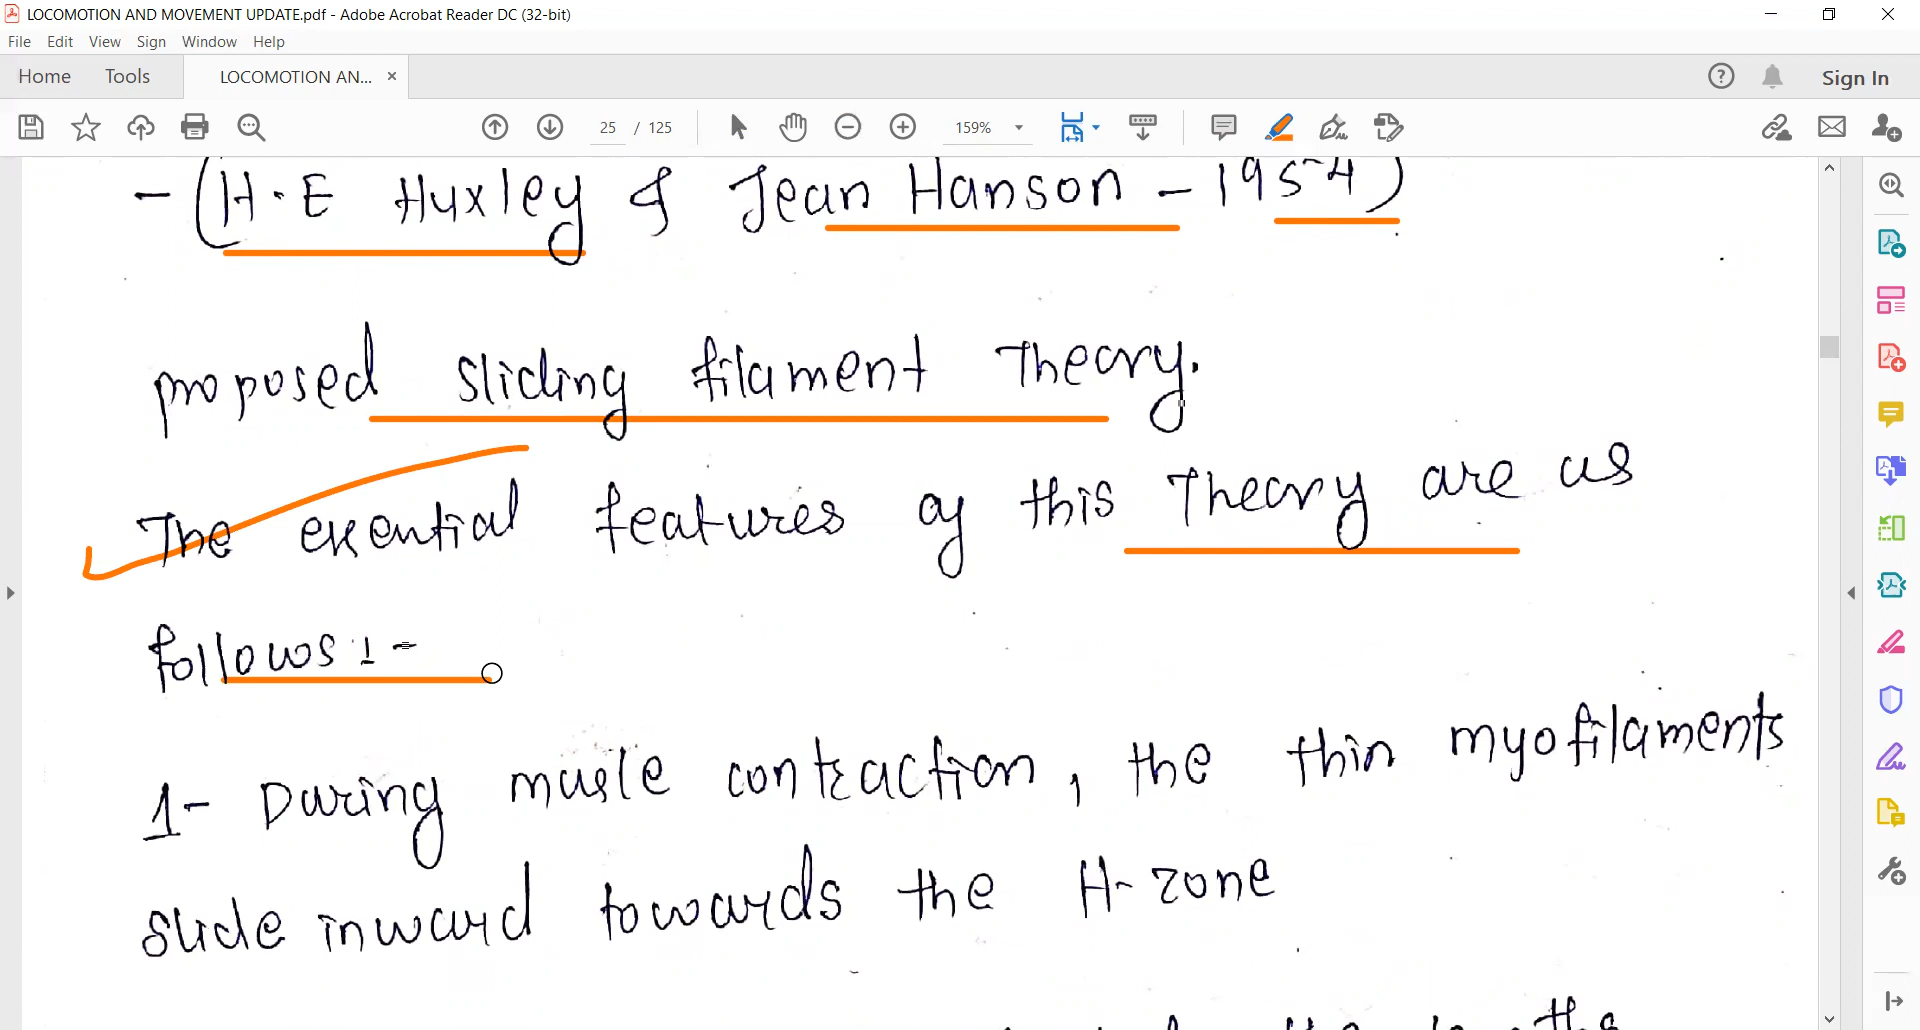 LOCOMOTION AND MOVEMENT UPDATE.pdf - Adobe Acrobat Reader DC (32-bit)
File Edit View Sign Window Help
Home Tools LOCOMOTION AN... × Sign In
25 / 125 159%
- (H.E Huxley & Jean Hanson - 1954)
proposed sliding filament Theory.
The essential features of this Theory are as
follows :-
1- During musle contraction, the thin myofilaments
slide inward towards the H-zone
the